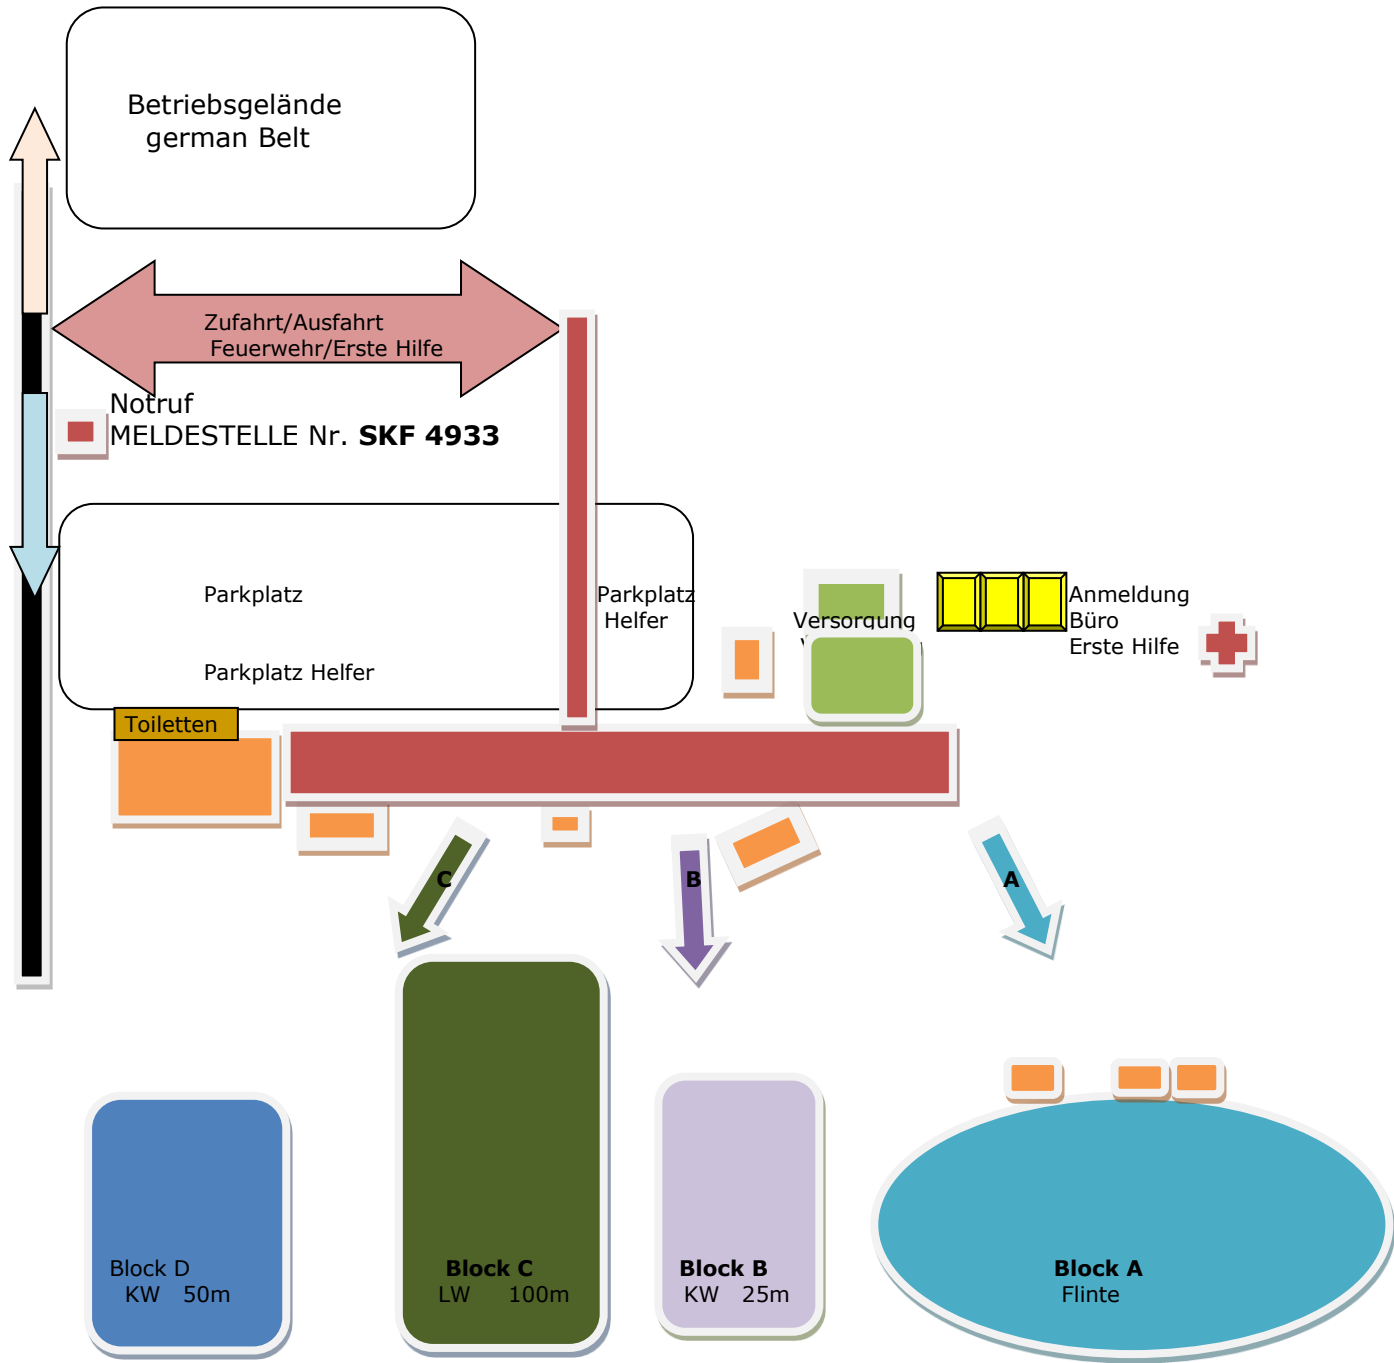 Betriebsgelände
german Belt
Zufahrt/Ausfahrt
Feuerwehr/Erste Hilfe
Notruf
MELDESTELLE Nr. SKF 4933
Parkplatz
Parkplatz
Helfer
Parkplatz Helfer
Versorgung
Anmeldung
Büro
Erste Hilfe
Toiletten
C
B
A
Block D
KW 50m
Block C
LW 100m
Block B
KW 25m
Block A
Flinte